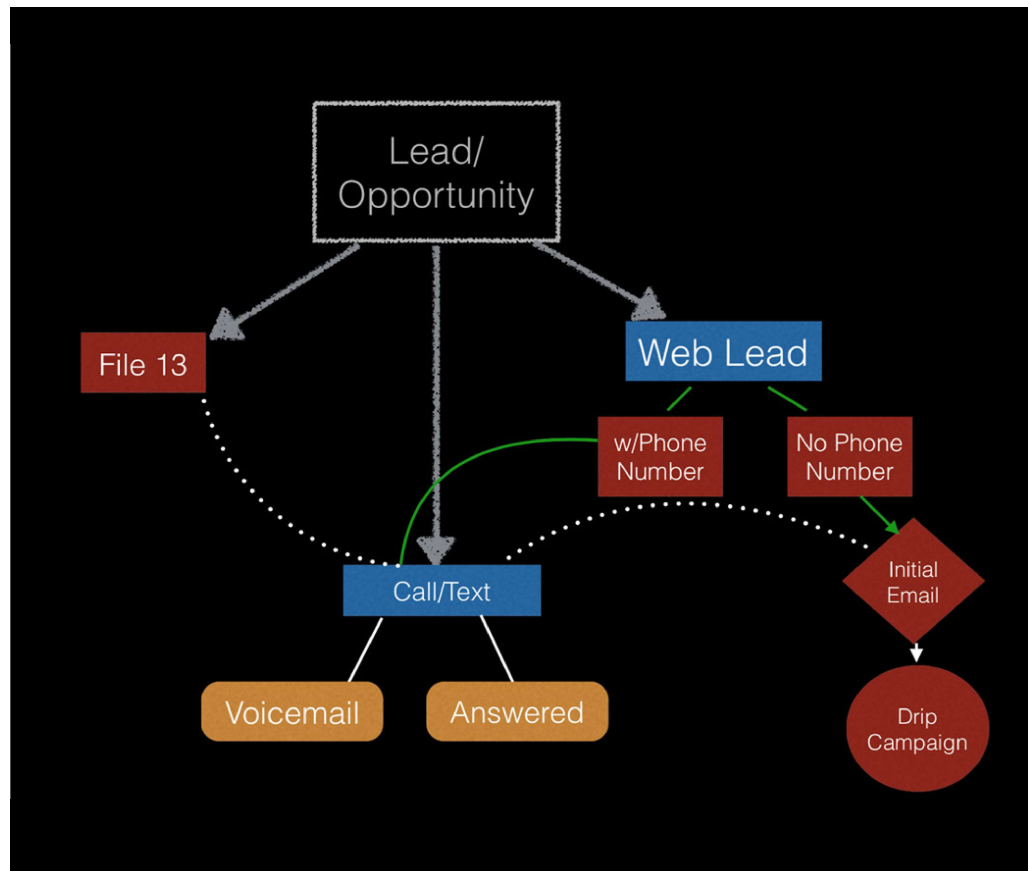 Lead/
Opportunity
File 13
Web Lead
w/Phone
Number
No Phone
Number
Call/Text
Initial
Email
Voicemail
Answered
Drip
Campaign